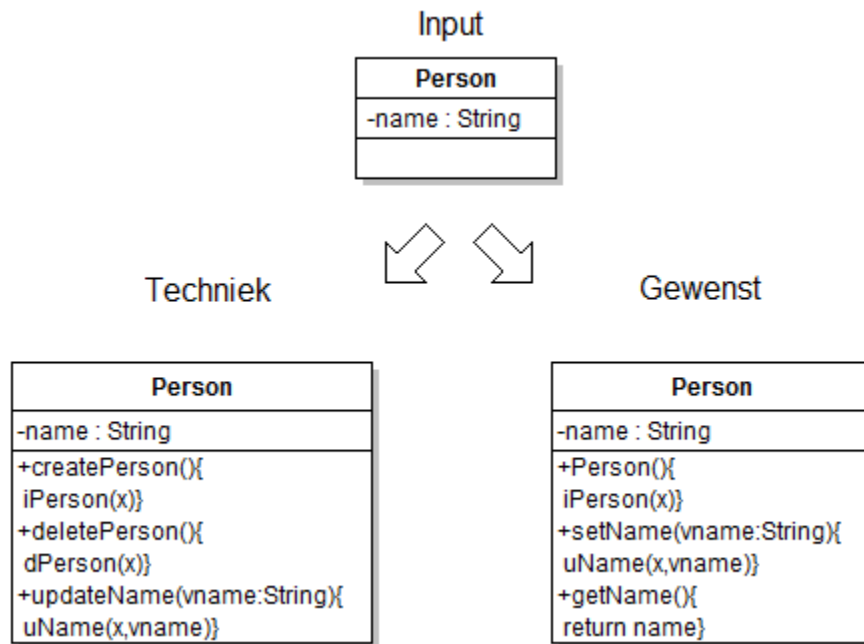 Input
Person
-name : String
Techniek
Gewenst
Person
-name : String
+createPerson(){
iPerson(x)}
+deletePerson(){
dPerson(x)}
+updateName(vname:String){
uName(x,vname)}
Person
-name : String
+Person(){
iPerson(x)}
+setName(vname:String){
uName(x,vname)}
+getName(){
return name}